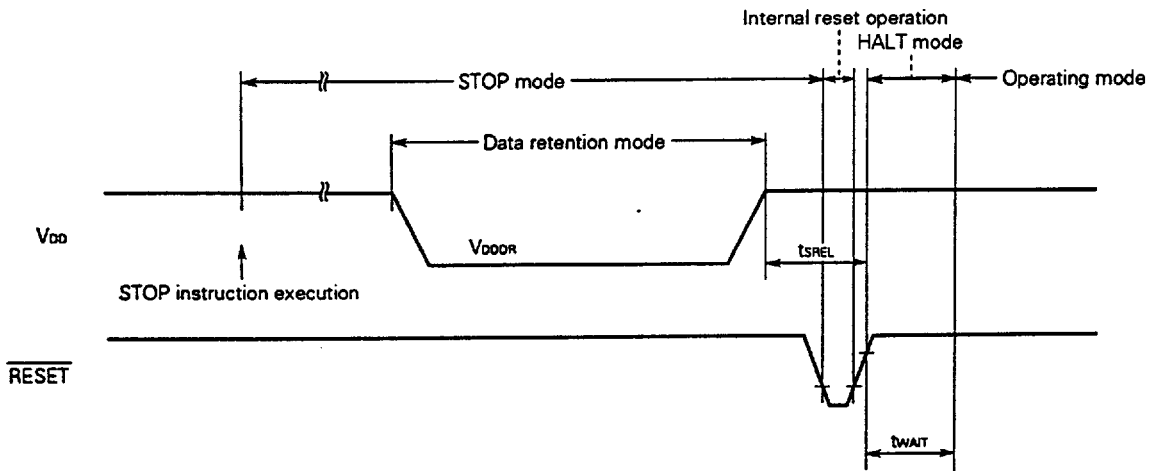 Internal reset operation
HALT mode
STOP mode
Operating mode
Data retention mode
VDD
VDDDR
tSREL
STOP instruction execution
RESET
tWAIT